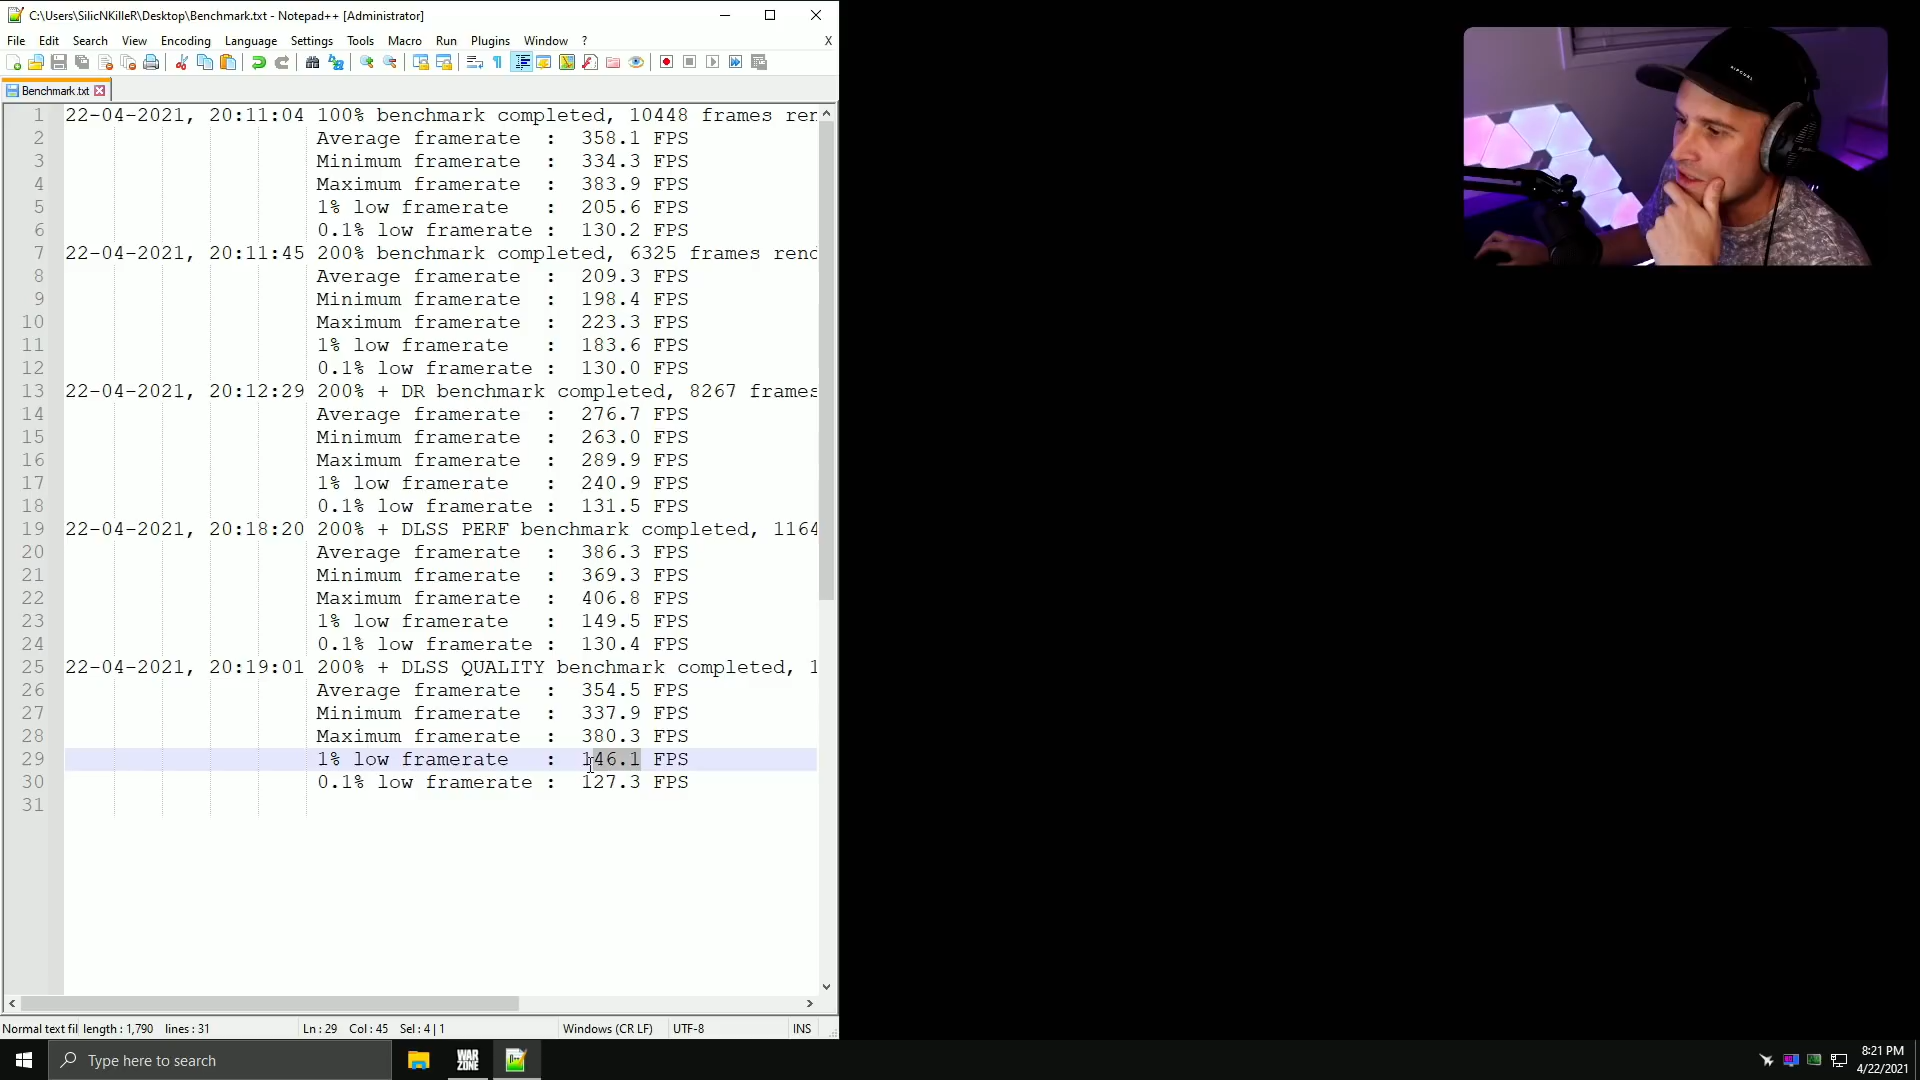 C:\Users\SilicNKilleR\Desktop\Benchmark.txt - Notepad++ [Administrator]
File Edit Search View Encoding Language Settings Tools Macro Run Plugins Window ? X
Benchmark.txt
1 22-04-2021, 20:11:04 100% benchmark completed, 10448 frames ren
2 Average framerate : 358.1 FPS
3 Minimum framerate : 334.3 FPS
4 Maximum framerate : 383.9 FPS
5 1% low framerate : 205.6 FPS
6 0.1% low framerate : 130.2 FPS
7 22-04-2021, 20:11:45 200% benchmark completed, 6325 frames rend
8 Average framerate : 209.3 FPS
9 Minimum framerate : 198.4 FPS
10 Maximum framerate : 223.3 FPS
11 1% low framerate : 183.6 FPS
12 0.1% low framerate : 130.0 FPS
13 22-04-2021, 20:12:29 200% + DR benchmark completed, 8267 frames
14 Average framerate : 276.7 FPS
15 Minimum framerate : 263.0 FPS
16 Maximum framerate : 289.9 FPS
17 1% low framerate : 240.9 FPS
18 0.1% low framerate : 131.5 FPS
19 22-04-2021, 20:18:20 200% + DLSS PERF benchmark completed, 1164
20 Average framerate : 386.3 FPS
21 Minimum framerate : 369.3 FPS
22 Maximum framerate : 406.8 FPS
23 1% low framerate : 149.5 FPS
24 0.1% low framerate : 130.4 FPS
25 22-04-2021, 20:19:01 200% + DLSS QUALITY benchmark completed, 1
26 Average framerate : 354.5 FPS
27 Minimum framerate : 337.9 FPS
28 Maximum framerate : 380.3 FPS
29 1% low framerate : 146.1 FPS
30 0.1% low framerate : 127.3 FPS
31
Normal text fil length : 1,790 lines : 31 Ln : 29 Col : 45 Sel : 4 | 1 Windows (CR LF) UTF-8 INS
Type here to search
WAR
ZONE
8:21 PM
4/22/2021
RIP CURL